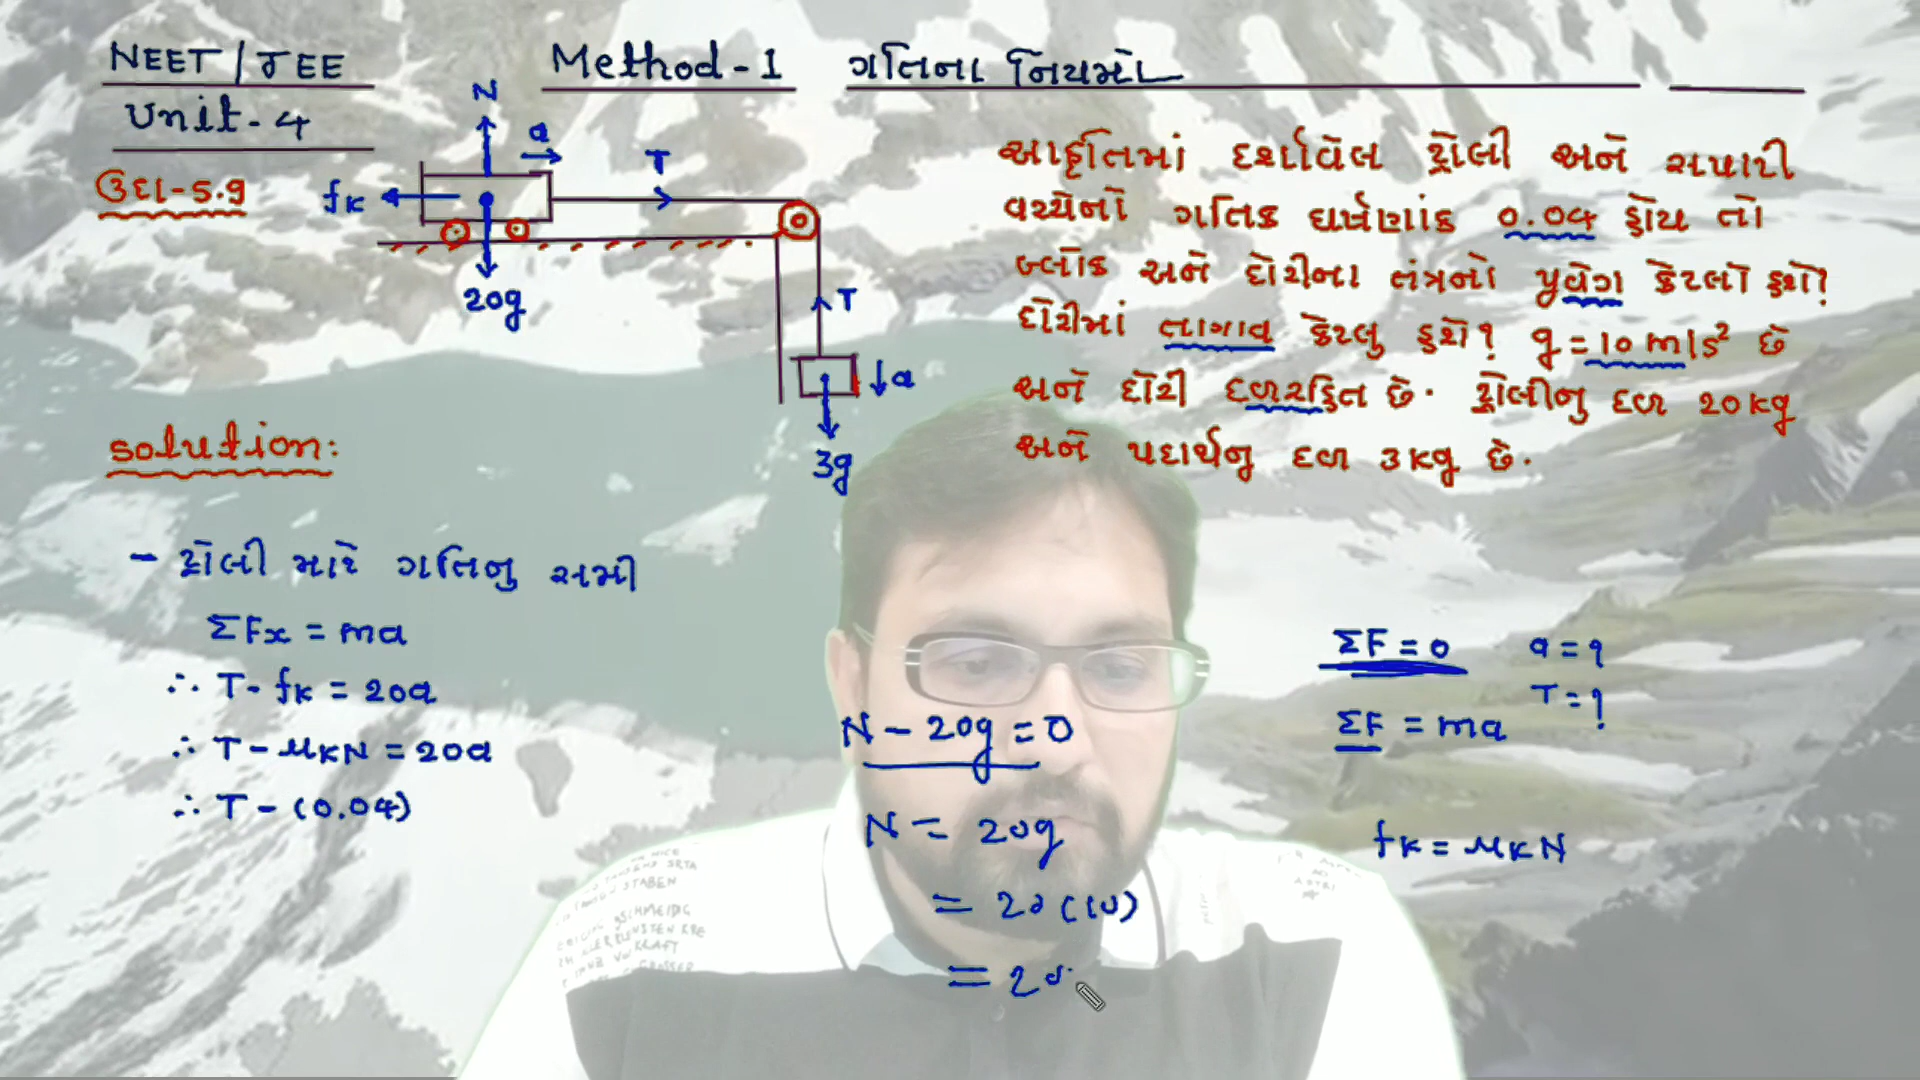 NEET/JEE
Unit-4
Method-1
ગતિના નિયમો
ઉદા-5.9
N
a
T
fK
20g
T
a
3g
આકૃતિમાં દર્શાવેલ ટ્રોલી અને સપાટી
વચ્ચેનો ગતિક ઘર્ષણાંક 0.04 હોય તો
બ્લોક અને દોરીના તંત્રનો પ્રવેગ કેટલો હશે?
દોરીમાં તણાવ કેટલુ હશે? g = 10 m/s² છે
અને દોરી દળરહિત છે. ટ્રોલીનુ દળ 20 kg
અને પદાર્થનુ દળ 3 kg છે.
solution:
- ટ્રોલી માટે ગતિનુ સમી
ΣFx = ma
∴ T - fK = 20a
∴ T - μKN = 20a
∴ T - (0.04)
N - 20g = 0
N = 20g
= 20(10)
= 20
ΣF = 0
a = ?
T = ?
ΣF = ma
fK = μKN